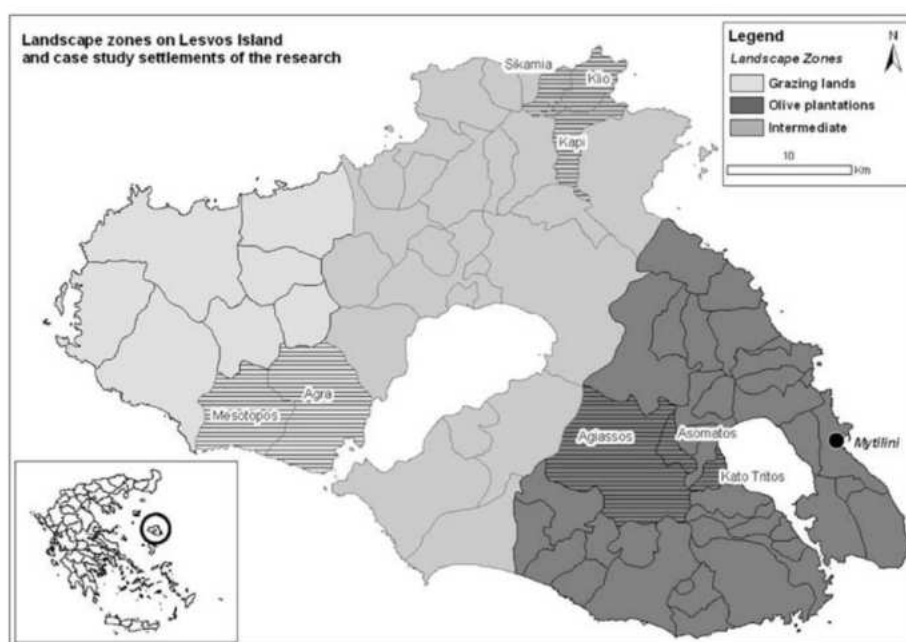 Landscape zones on Lesvos Island
and case study settlements of the research
Legend
Landscape Zones
Grazing lands
Olive plantations
Intermediate
10
Km
N
Sikamia
Klio
Kapi
Agra
Mesotopos
Agiassos
Asomatos
Mytilini
Kato Tritos